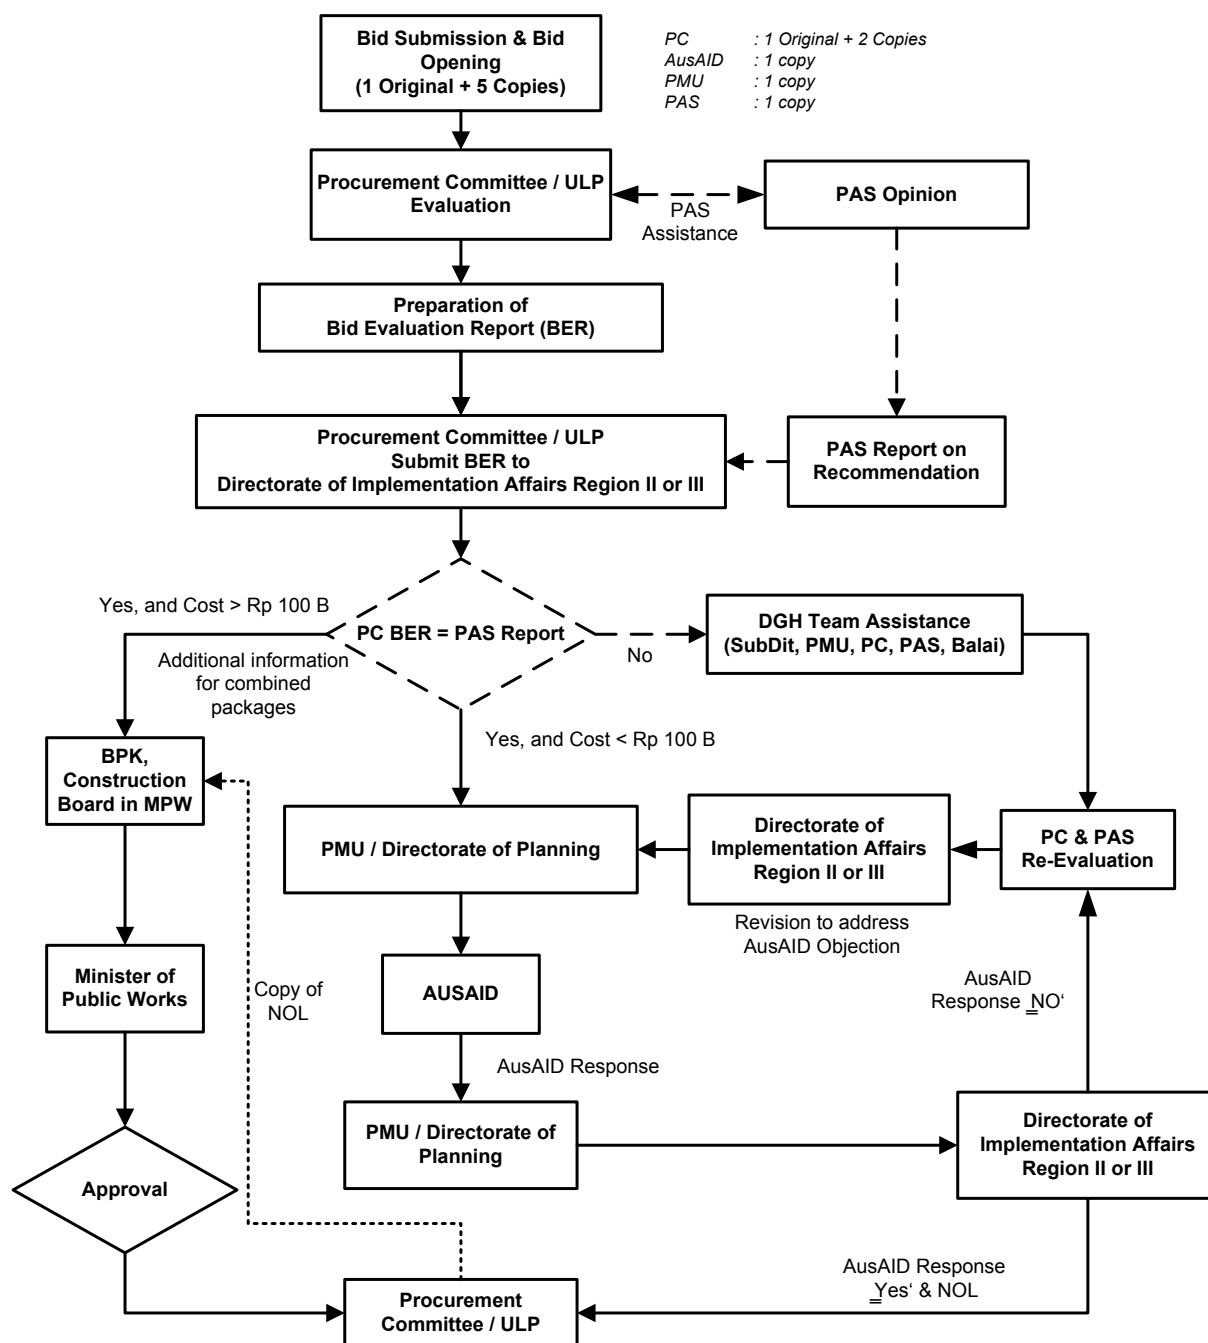 Bid Submission & Bid
Opening
(1 Original + 5 Copies)
PC : 1 Original + 2 Copies
AusAID : 1 copy
PMU : 1 copy
PAS : 1 copy
Procurement Committee / ULP
Evaluation
PAS
Assistance
PAS Opinion
Preparation of
Bid Evaluation Report (BER)
Procurement Committee / ULP
Submit BER to
Directorate of Implementation Affairs Region II or III
PAS Report on
Recommendation
Yes, and Cost > Rp 100 B
PC BER = PAS Report
No
DGH Team Assistance
(SubDit, PMU, PC, PAS, Balai)
Additional information
for combined
packages
Yes, and Cost < Rp 100 B
BPK,
Construction
Board in MPW
PMU / Directorate of Planning
Directorate of
Implementation Affairs
Region II or III
PC & PAS
Re-Evaluation
Revision to address
AusAID Objection
Minister of
Public Works
Copy of
NOL
AUSAID
AusAID
Response ‗NO‘
AusAID Response
PMU / Directorate of
Planning
Directorate of
Implementation Affairs
Region II or III
Approval
AusAID Response
‗Yes‘ & NOL
Procurement
Committee / ULP